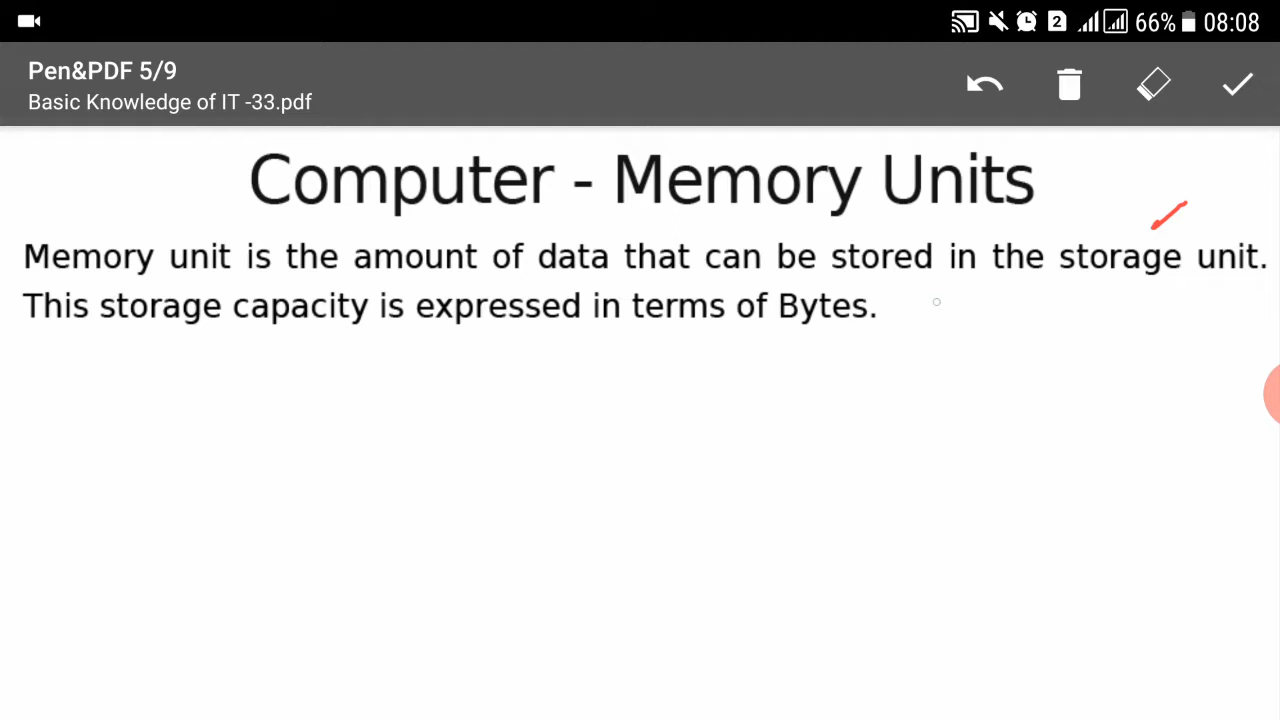 2 66% 08:08
Pen&PDF 5/9
Basic Knowledge of IT -33.pdf
Computer - Memory Units
Memory unit is the amount of data that can be stored in the storage unit.
This storage capacity is expressed in terms of Bytes.